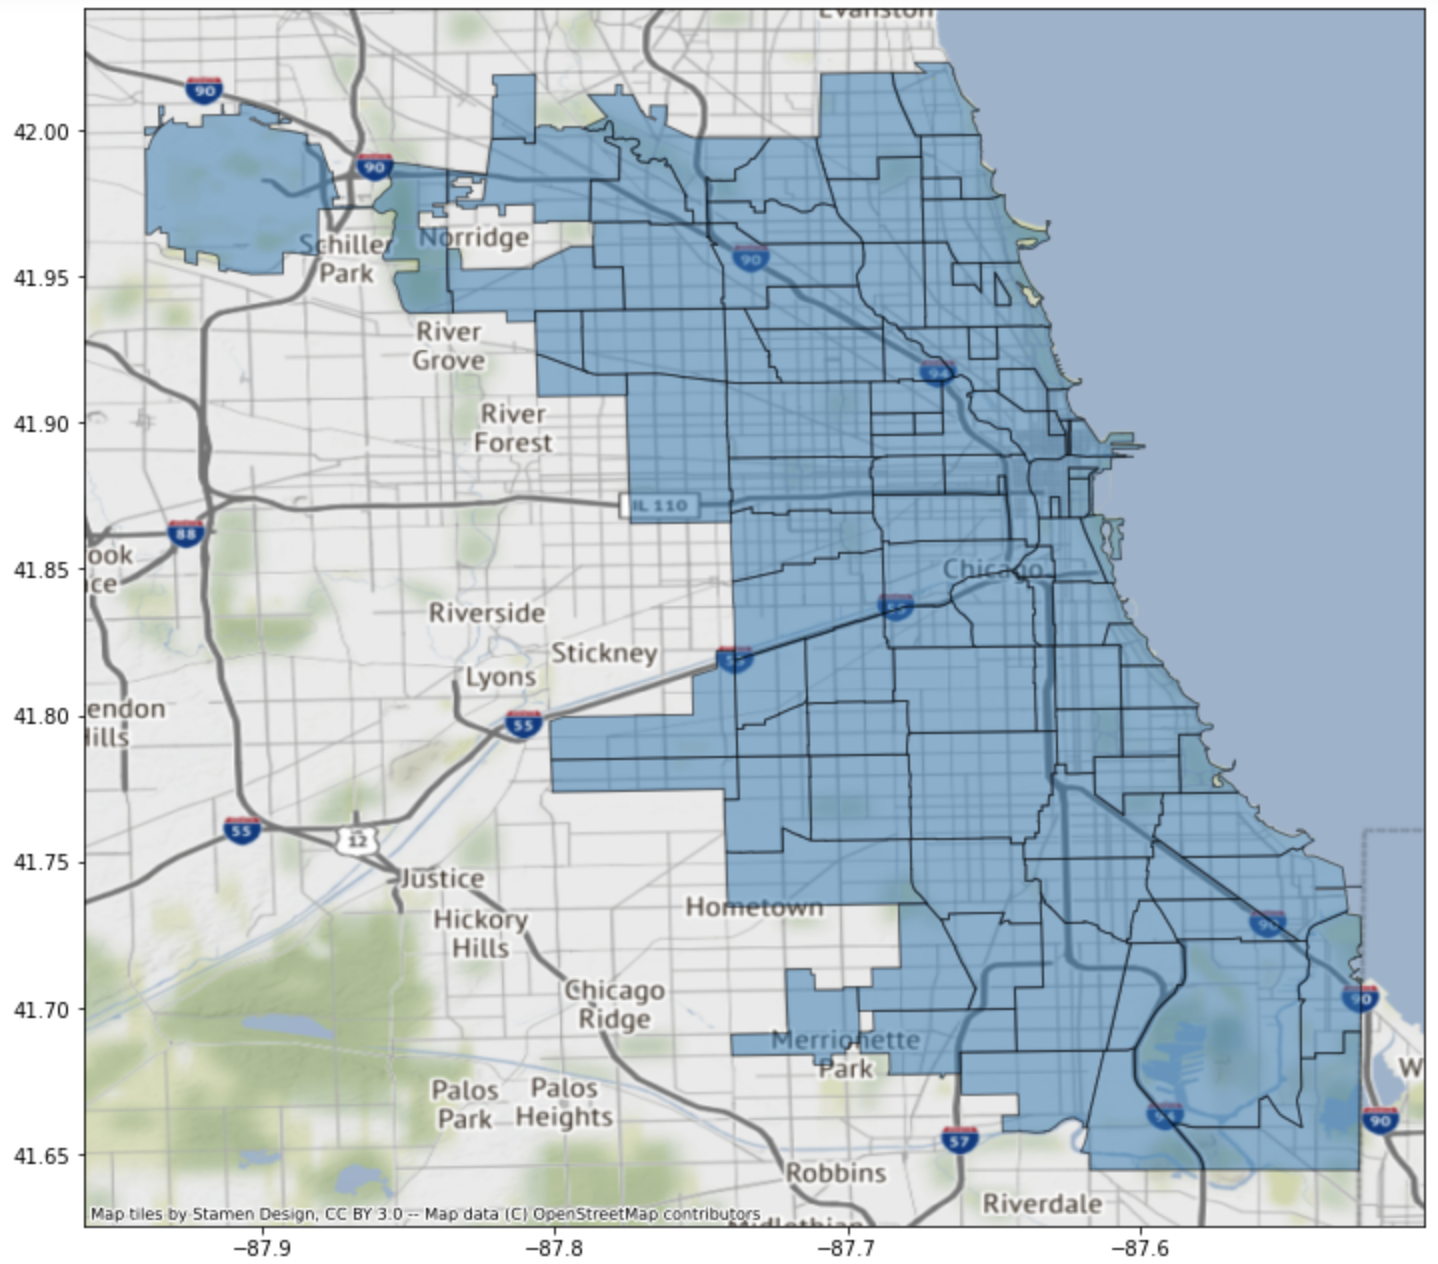 Evanston
42.00
90
90
Schiller
Park
Norridge
90
41.95
River
Grove
94
41.90
River
Forest
IL 110
88
ook
ce
41.85
Chicago
Riverside
55
Stickney
Lyons
endon
Hills
41.80
55
55
12
41.75
Justice
Hometown
Hickory
Hills
90
Chicago
Ridge
90
41.70
Merrionette
Park
W
Palos
Park
Palos
Heights
94
90
57
41.65
Robbins
Riverdale
Map tiles by Stamen Design, CC BY 3.0 -- Map data (C) OpenStreetMap contributors
Midlothian
−87.9
−87.8
−87.7
−87.6